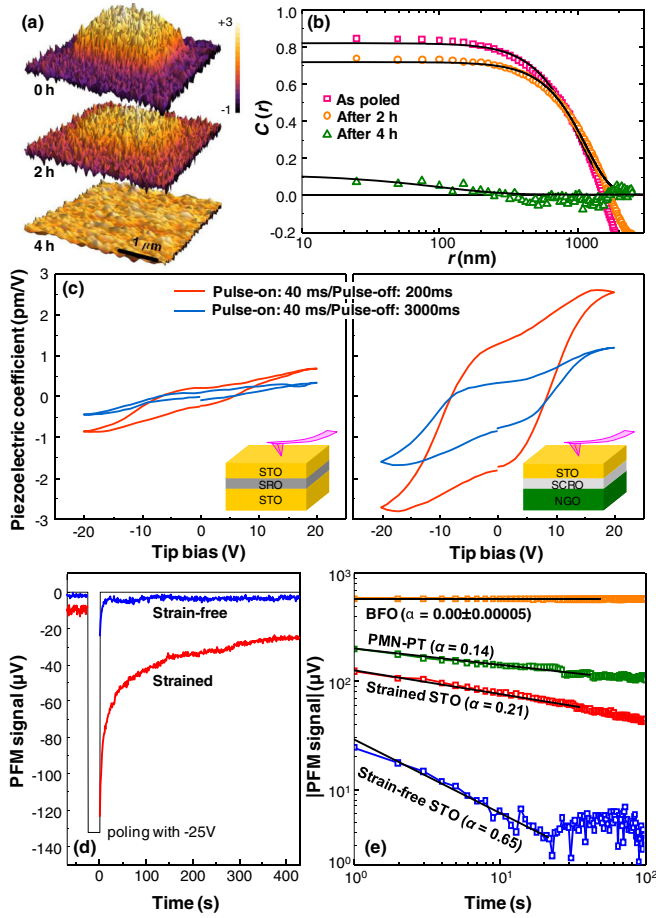 (a)
+3
-1
0 h
2 h
4 h
1 μm
(b)
C (r)
1.0
0.8
0.6
0.4
0.2
0.0
-0.2
As poled
After 2 h
After 4 h
10
100
1000
r (nm)
(c)
Pulse-on: 40 ms/Pulse-off: 200ms
Pulse-on: 40 ms/Pulse-off: 3000ms
Piezoelectric coefficient (pm/V)
3
2
1
0
-1
-2
-3
STO
SRO
STO
STO
SCRO
NGO
-20
-10
0
10
20
-20
-10
0
10
20
Tip bias (V)
Tip bias (V)
PFM signal (μV)
0
-20
-40
-60
-80
-100
-120
-140
Strain-free
Strained
poling with -25V
(d)
0
100
200
300
400
Time (s)
|PFM signal| (μV)
10³
10²
10¹
10⁰
BFO (α = 0.00±0.00005)
PMN-PT (α = 0.14)
Strained STO (α = 0.21)
Strain-free STO (α = 0.65)
(e)
10⁰
10¹
10²
Time (s)